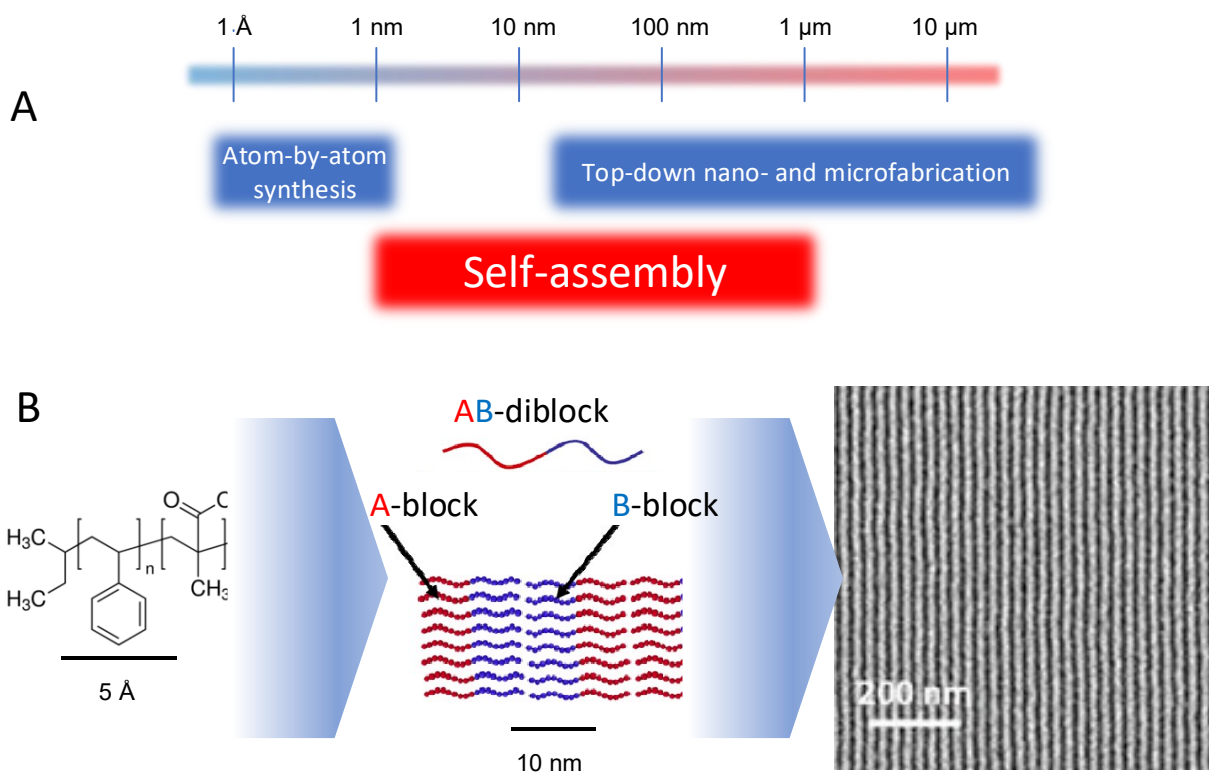 1 Å 1 nm 10 nm 100 nm 1 µm 10 µm
A
Atom-by-atom
synthesis
Top-down nano- and microfabrication
Self-assembly
B
AB-diblock
A-block B-block
O
H₃C
n
CH₃
H₃C
5 Å
10 nm
200 nm